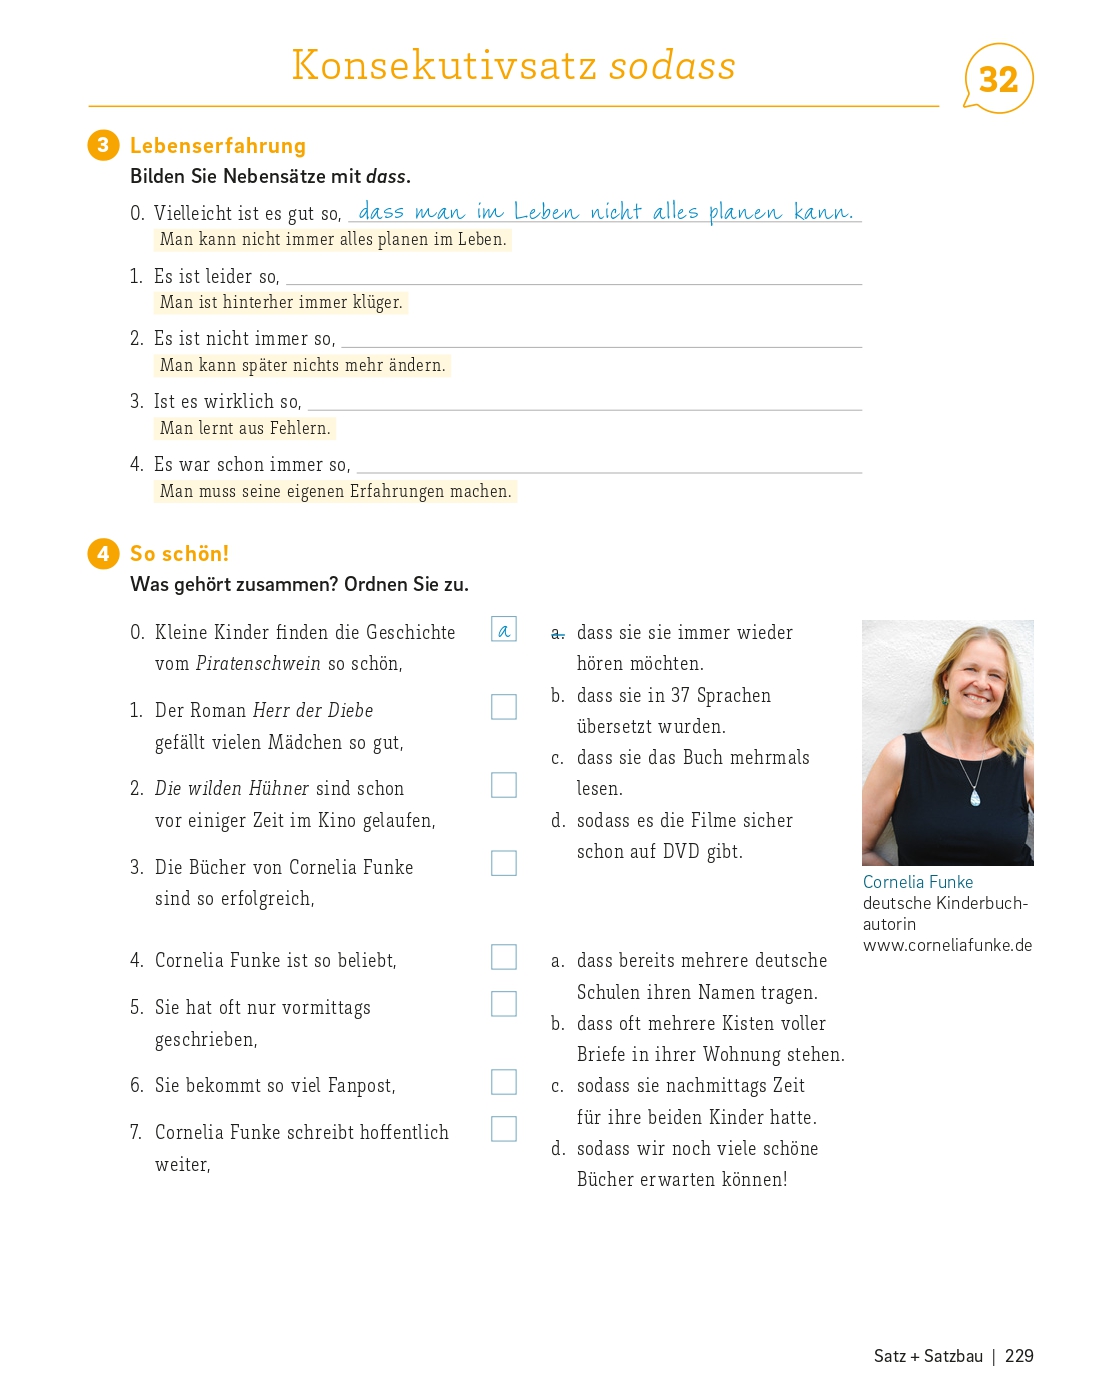 Konsekutivsatz sodass
32
3 Lebenserfahrung
Bilden Sie Nebensätze mit dass.
0. Vielleicht ist es gut so, dass man im Leben nicht alles planen kann.
Man kann nicht immer alles planen im Leben.
1. Es ist leider so,
Man ist hinterher immer klüger.
2. Es ist nicht immer so,
Man kann später nichts mehr ändern.
3. Ist es wirklich so,
Man lernt aus Fehlern.
4. Es war schon immer so,
Man muss seine eigenen Erfahrungen machen.
4 So schön!
Was gehört zusammen? Ordnen Sie zu.
0. Kleine Kinder finden die Geschichte
vom Piratenschwein so schön,
a
1. Der Roman Herr der Diebe
gefällt vielen Mädchen so gut,
2. Die wilden Hühner sind schon
vor einiger Zeit im Kino gelaufen,
3. Die Bücher von Cornelia Funke
sind so erfolgreich,
a. dass sie sie immer wieder
hören möchten.
b. dass sie in 37 Sprachen
übersetzt wurden.
c. dass sie das Buch mehrmals
lesen.
d. sodass es die Filme sicher
schon auf DVD gibt.
Cornelia Funke
deutsche Kinderbuch-
autorin
www.corneliafunke.de
4. Cornelia Funke ist so beliebt,
5. Sie hat oft nur vormittags
geschrieben,
6. Sie bekommt so viel Fanpost,
7. Cornelia Funke schreibt hoffentlich
weiter,
a. dass bereits mehrere deutsche
Schulen ihren Namen tragen.
b. dass oft mehrere Kisten voller
Briefe in ihrer Wohnung stehen.
c. sodass sie nachmittags Zeit
für ihre beiden Kinder hatte.
d. sodass wir noch viele schöne
Bücher erwarten können!
Satz + Satzbau | 229